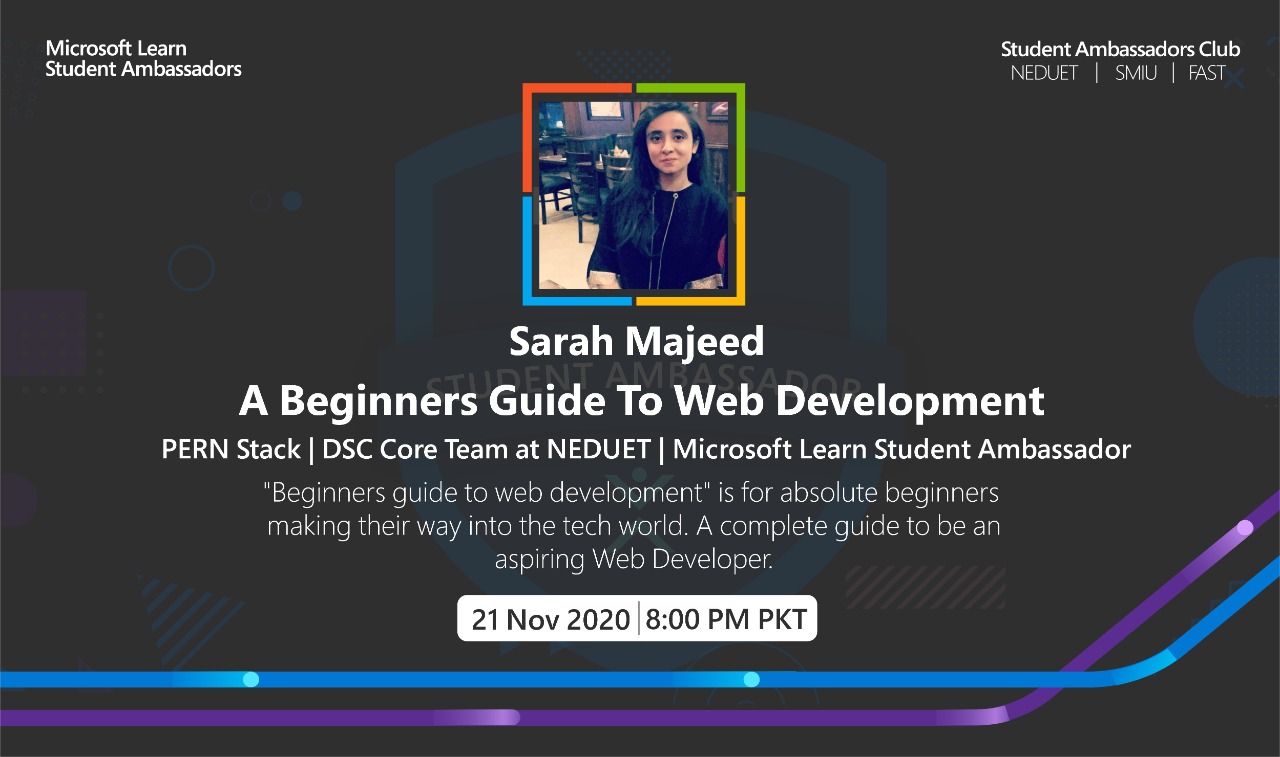 Microsoft Learn
Student Ambassadors
Student Ambassadors Club
NEDUET | SMIU | FAST
Sarah Majeed
STUDENT AMBASSADOR
A Beginners Guide To Web Development
PERN Stack | DSC Core Team at NEDUET | Microsoft Learn Student Ambassador
"Beginners guide to web development" is for absolute beginners
making their way into the tech world. A complete guide to be an
aspiring Web Developer.
21 Nov 2020 | 8:00 PM PKT